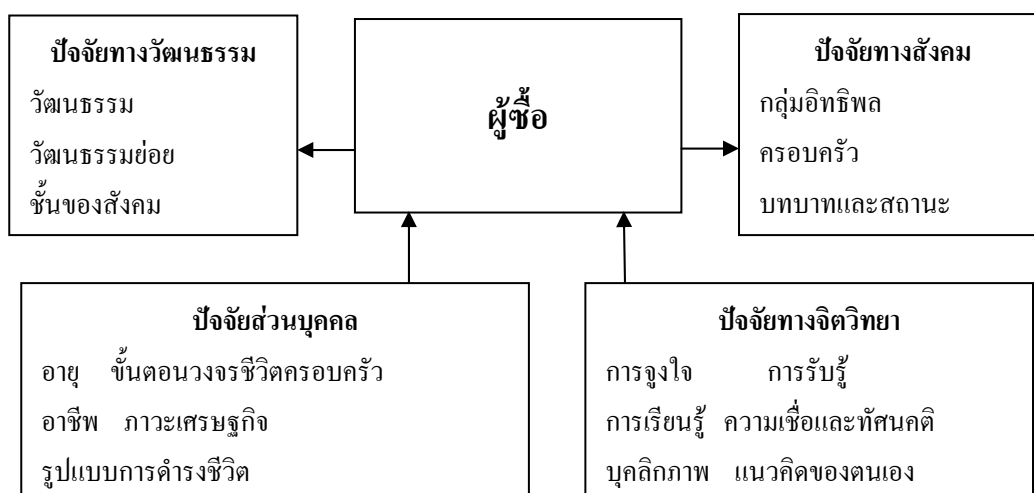 ปัจจัยทางวัฒนธรรม
วัฒนธรรม
วัฒนธรรมย่อย
ชั้นของสังคม
ผู้ซื้อ
ปัจจัยทางสังคม
กลุ่มอิทธิพล
ครอบครัว
บทบาทและสถานะ
ปัจจัยส่วนบุคคล
อายุ ขั้นตอนวงจรชีวิตครอบครัว
อาชีพ ภาวะเศรษฐกิจ
รูปแบบการดำรงชีวิต
ปัจจัยทางจิตวิทยา
การจูงใจ การรับรู้
การเรียนรู้ ความเชื่อและทัศนคติ
บุคลิกภาพ แนวคิดของตนเอง